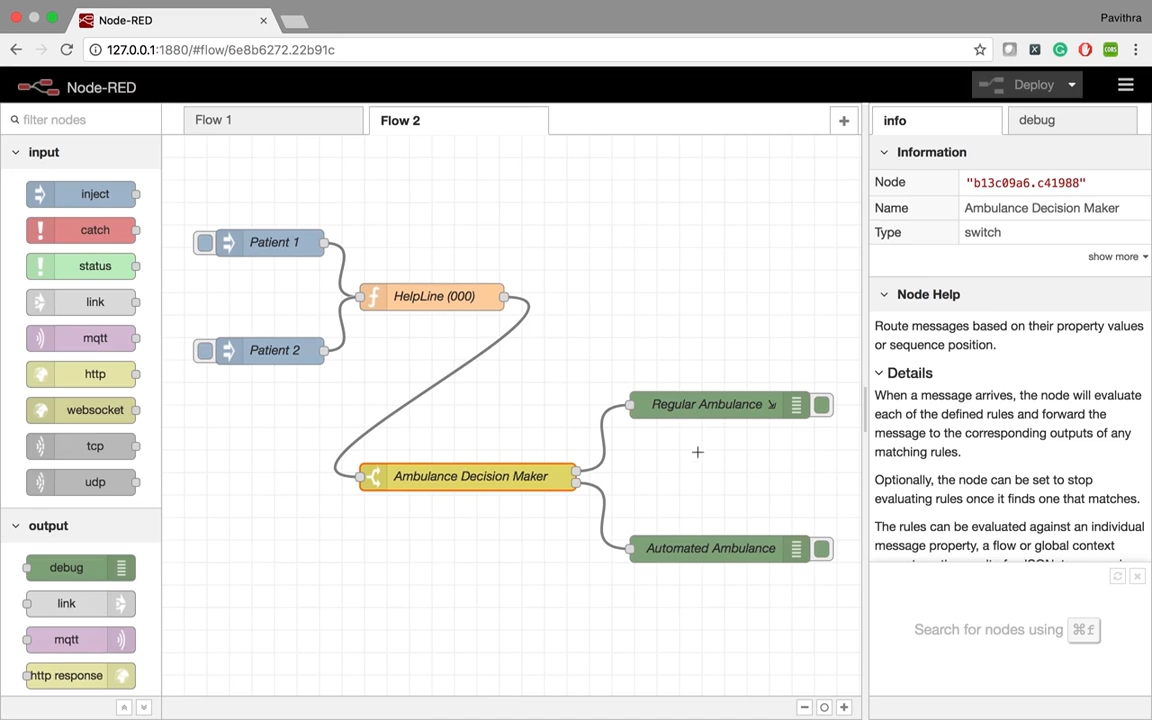 Node-RED
Pavithra
127.0.0.1:1880/#flow/6e8b6272.22b91c
Node-RED
Deploy
filter nodes
Flow 1
Flow 2
info
debug
input
inject
catch
status
link
mqtt
http
websocket
tcp
udp
output
debug
link
mqtt
http response
Patient 1
HelpLine (000)
Patient 2
Regular Ambulance
Ambulance Decision Maker
Automated Ambulance
Information
Node "b13c09a6.c41988"
Name Ambulance Decision Maker
Type switch
show more
Node Help
Route messages based on their property values
or sequence position.
Details
When a message arrives, the node will evaluate
each of the defined rules and forward the
message to the corresponding outputs of any
matching rules.
Optionally, the node can be set to stop
evaluating rules once it finds one that matches.
The rules can be evaluated against an individual
message property, a flow or global context
Search for nodes using ⌘f